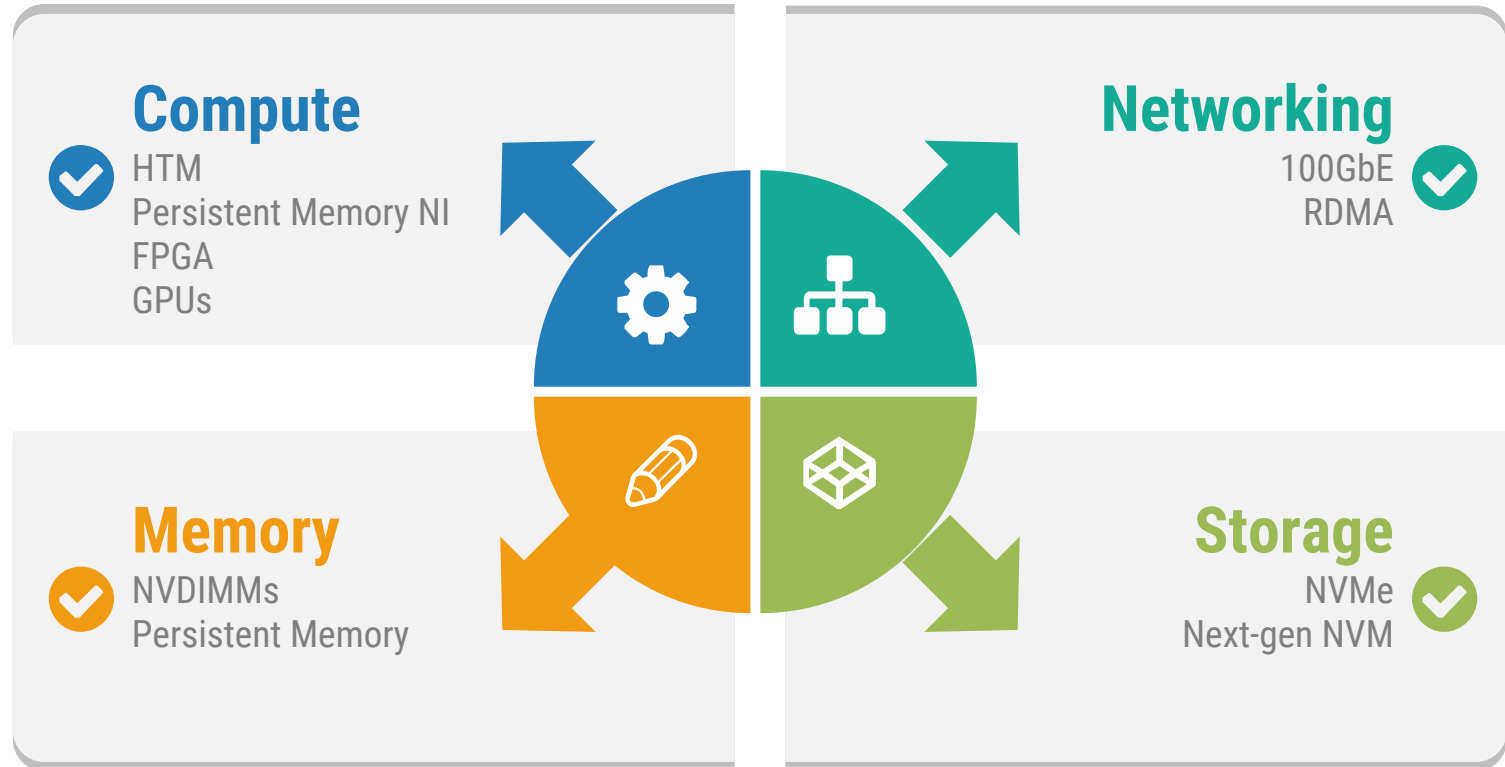 Compute
HTM
Persistent Memory NI
FPGA
GPUs
Networking
100GbE
RDMA
Memory
NVDIMMs
Persistent Memory
Storage
NVMe
Next-gen NVM